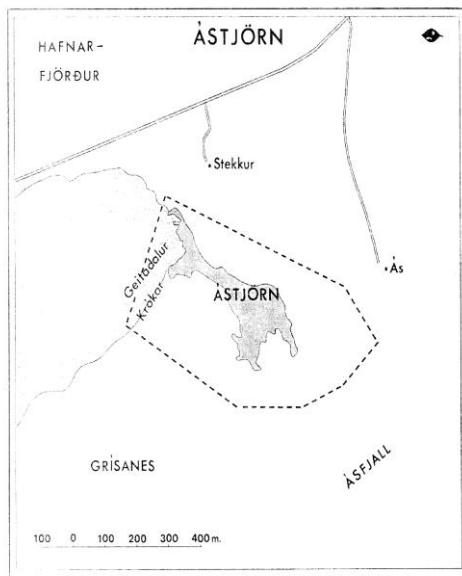 ÁSTJÖRN
HAFNAR-
FJÖRÐUR
Stekkur
Ás
Geitadalur
Krókar
ÁSTJÖRN
GRÍSANES
ÁSFJALL
100 0 100 200 300 400 m.